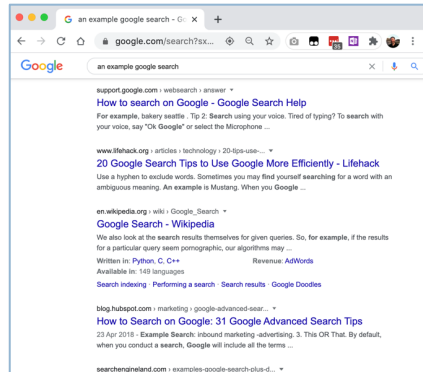 an example google search - Go
google.com/search?sx...
99
Google
an example google search
support.google.com › websearch › answer
How to search on Google - Google Search Help
For example, bakery seattle . Tip 2: Search using your voice. Tired of typing? To search with
your voice, say "Ok Google" or select the Microphone ...
www.lifehack.org › articles › technology › 20-tips-use-...
20 Google Search Tips to Use Google More Efficiently - Lifehack
Use a hyphen to exclude words. Sometimes you may find yourself searching for a word with an
ambiguous meaning. An example is Mustang. When you Google ...
en.wikipedia.org › wiki › Google_Search
Google Search - Wikipedia
We also look at the search results themselves for given queries. So, for example, if the results
for a particular query seem pornographic, our algorithms may ...
Written in: Python, C, C++ Revenue: AdWords
Available in: 149 languages
Search indexing · Performing a search · Search results · Google Doodles
blog.hubspot.com › marketing › google-advanced-sear...
How to Search on Google: 31 Google Advanced Search Tips
23 Apr 2018 - Example Search: inbound marketing -advertising. 3. This OR That. By default,
when you conduct a search, Google will include all the terms ...
searchengineland.com › examples-google-search-plus-d...